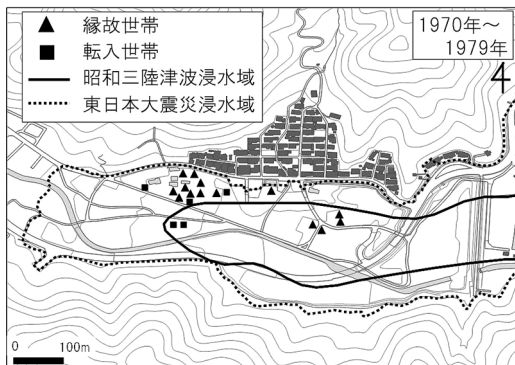 縁故世帯
転入世帯
昭和三陸津波浸水域
東日本大震災浸水域
1970年～
1979年
0 100m